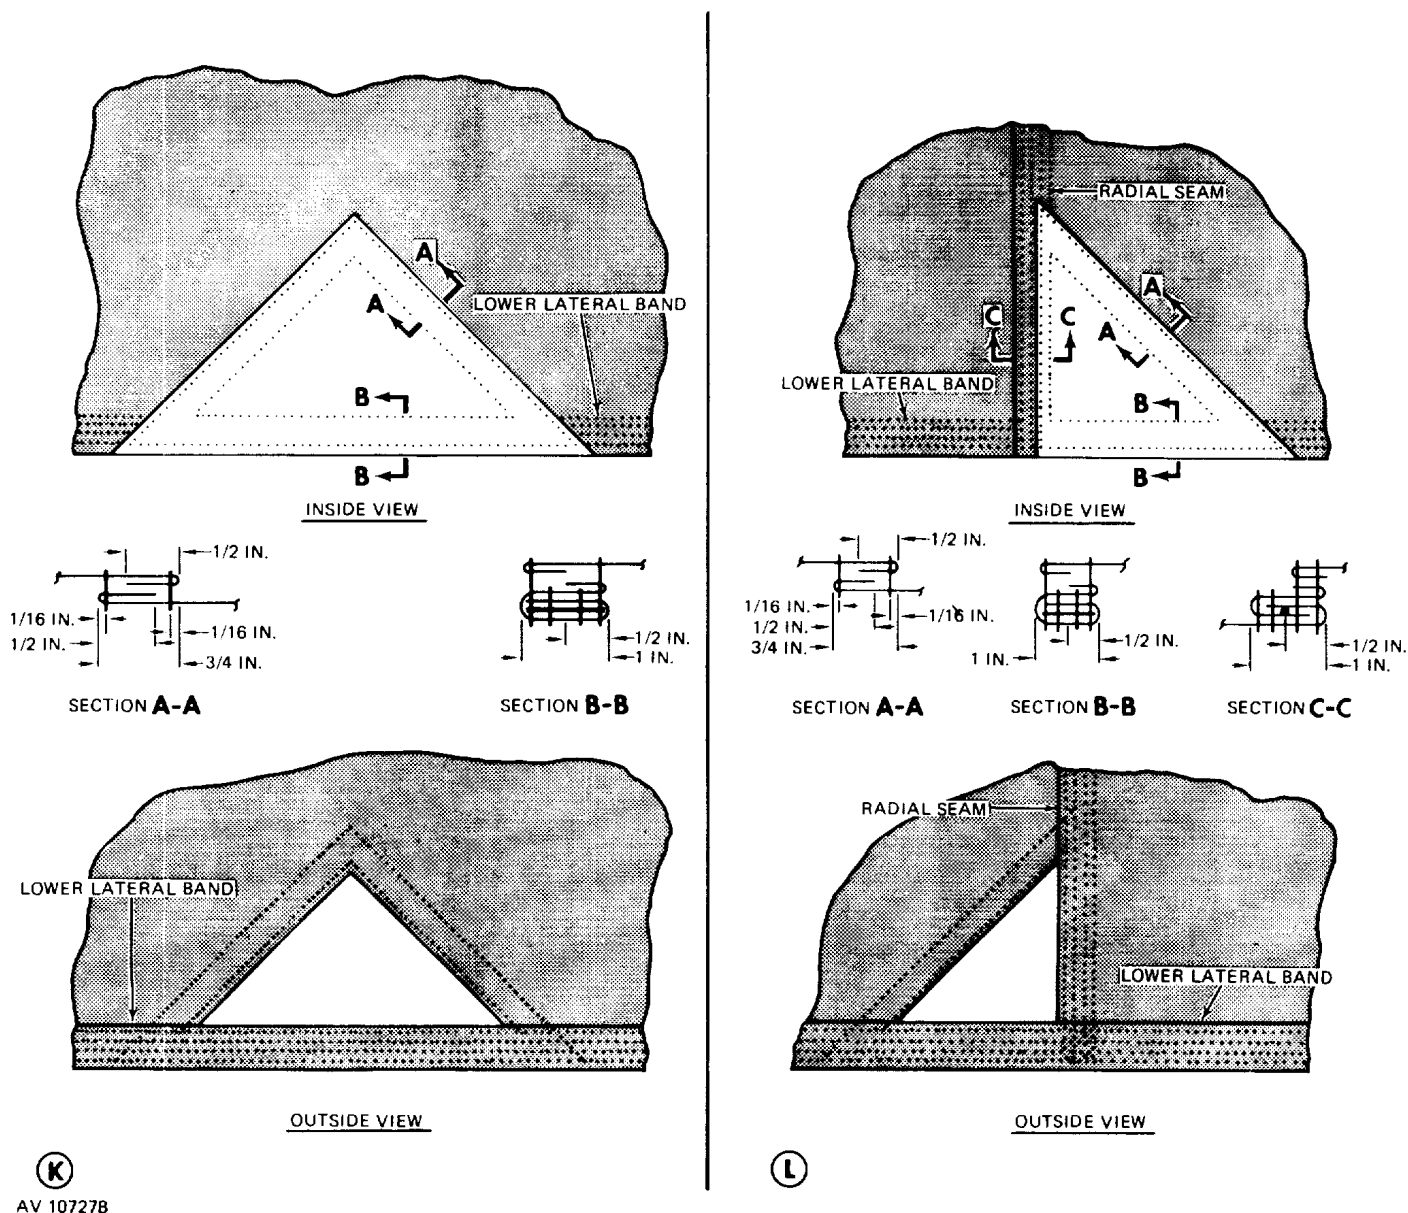 A
A
LOWER LATERAL BAND
B
B
INSIDE VIEW
1/2 IN.
1/16 IN.
1/16 IN.
1/2 IN.
3/4 IN.
SECTION A-A
1/2 IN.
1 IN.
SECTION B-B
LOWER LATERAL BAND
OUTSIDE VIEW
K
AV 107278
RADIAL SEAM
A
C
C
A
LOWER LATERAL BAND
B
B
INSIDE VIEW
1/2 IN.
1/16 IN.
1/16 IN.
1/2 IN.
3/4 IN.
SECTION A-A
1/2 IN.
1 IN.
SECTION B-B
1/2 IN.
1 IN.
SECTION C-C
RADIAL SEAM
LOWER LATERAL BAND
OUTSIDE VIEW
L